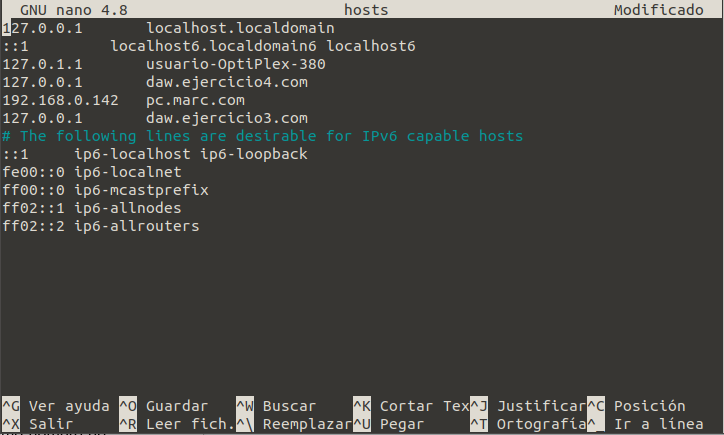 GNU nano 4.8 hosts Modificado
127.0.0.1 localhost.localdomain
::1 localhost6.localdomain6 localhost6
127.0.1.1 usuario-OptiPlex-380
127.0.0.1 daw.ejercicio4.com
192.168.0.142 pc.marc.com
127.0.0.1 daw.ejercicio3.com
# The following lines are desirable for IPv6 capable hosts
::1 ip6-localhost ip6-loopback
fe00::0 ip6-localnet
ff00::0 ip6-mcastprefix
ff02::1 ip6-allnodes
ff02::2 ip6-allrouters
^G Ver ayuda ^O Guardar ^W Buscar ^K Cortar Tex^J Justificar^C Posición
^X Salir ^R Leer fich.^\ Reemplazar^U Pegar ^T Ortografía^_ Ir a línea